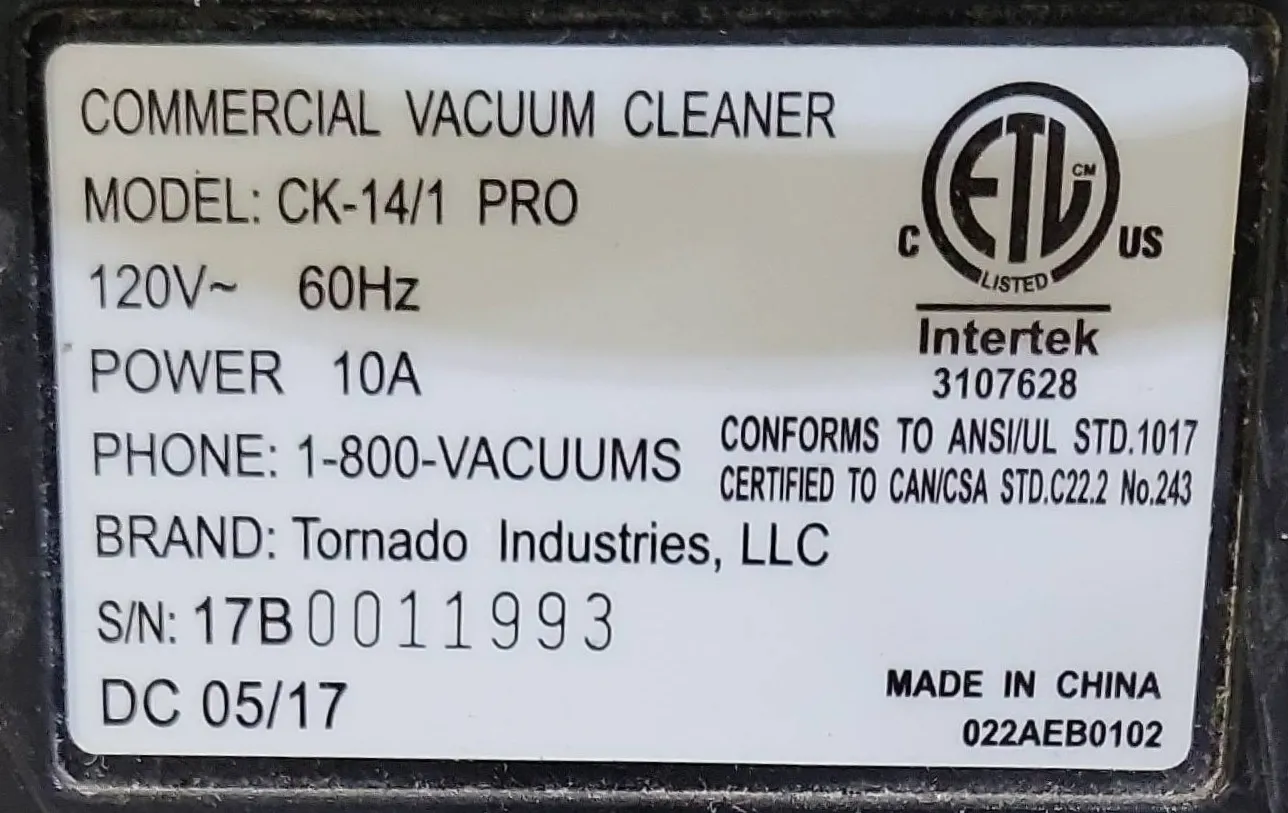 COMMERCIAL VACUUM CLEANER
MODEL: CK-14/1 PRO
120V~ 60Hz
POWER 10A
PHONE: 1-800-VACUUMS
BRAND: Tornado Industries, LLC
S/N: 17B0011993
DC 05/17
ETL CM
C US
LISTED
Intertek
3107628
CONFORMS TO ANSI/UL STD.1017
CERTIFIED TO CAN/CSA STD.C22.2 No.243
MADE IN CHINA
022AEB0102